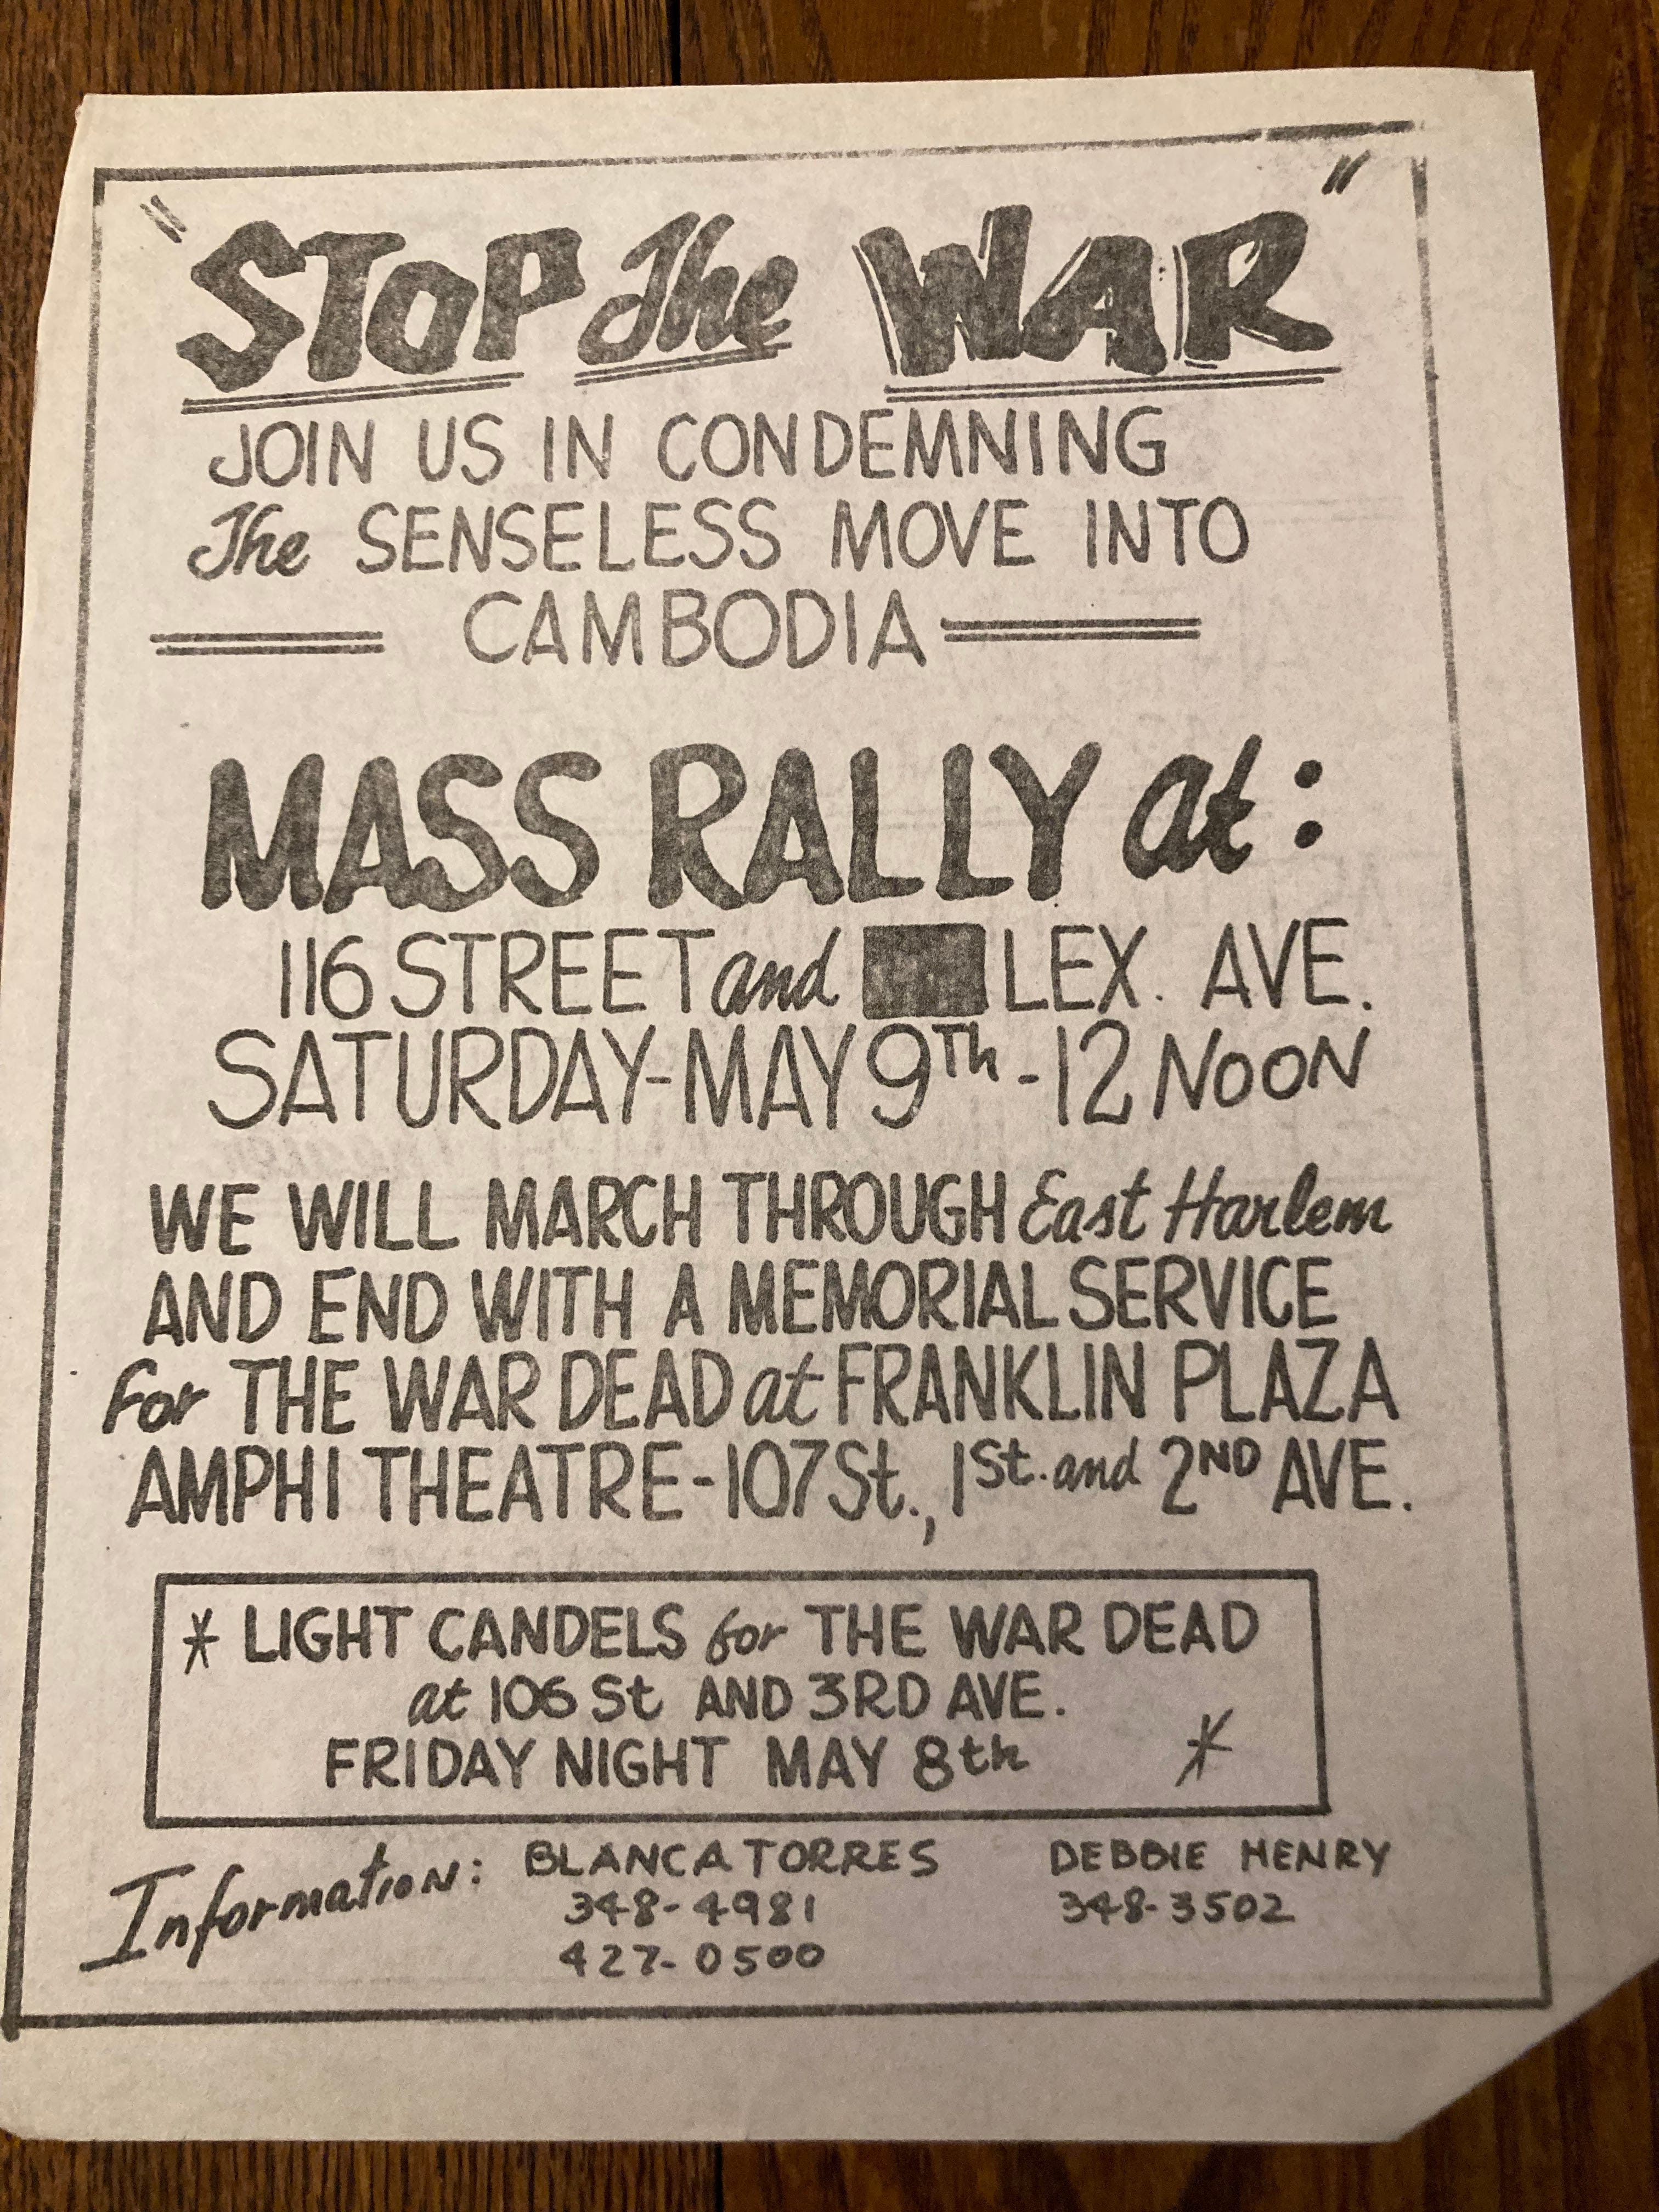 "STOP The WAR"
JOIN US IN CONDEMNING
The SENSELESS MOVE INTO
CAMBODIA
MASS RALLY at:
116 STREET and LEX. AVE.
SATURDAY-MAY 9Th - 12 NOON
WE WILL MARCH THROUGH East Harlem
AND END WITH A MEMORIAL SERVICE
for THE WAR DEAD at FRANKLIN PLAZA
AMPHI THEATRE-107 St., 1St. and 2ND AVE.
* LIGHT CANDELS for THE WAR DEAD
at 106 St AND 3RD AVE.
FRIDAY NIGHT MAY 8th *
Information: BLANCA TORRES DEBBIE HENRY
348-4981 348-3502
427-0500